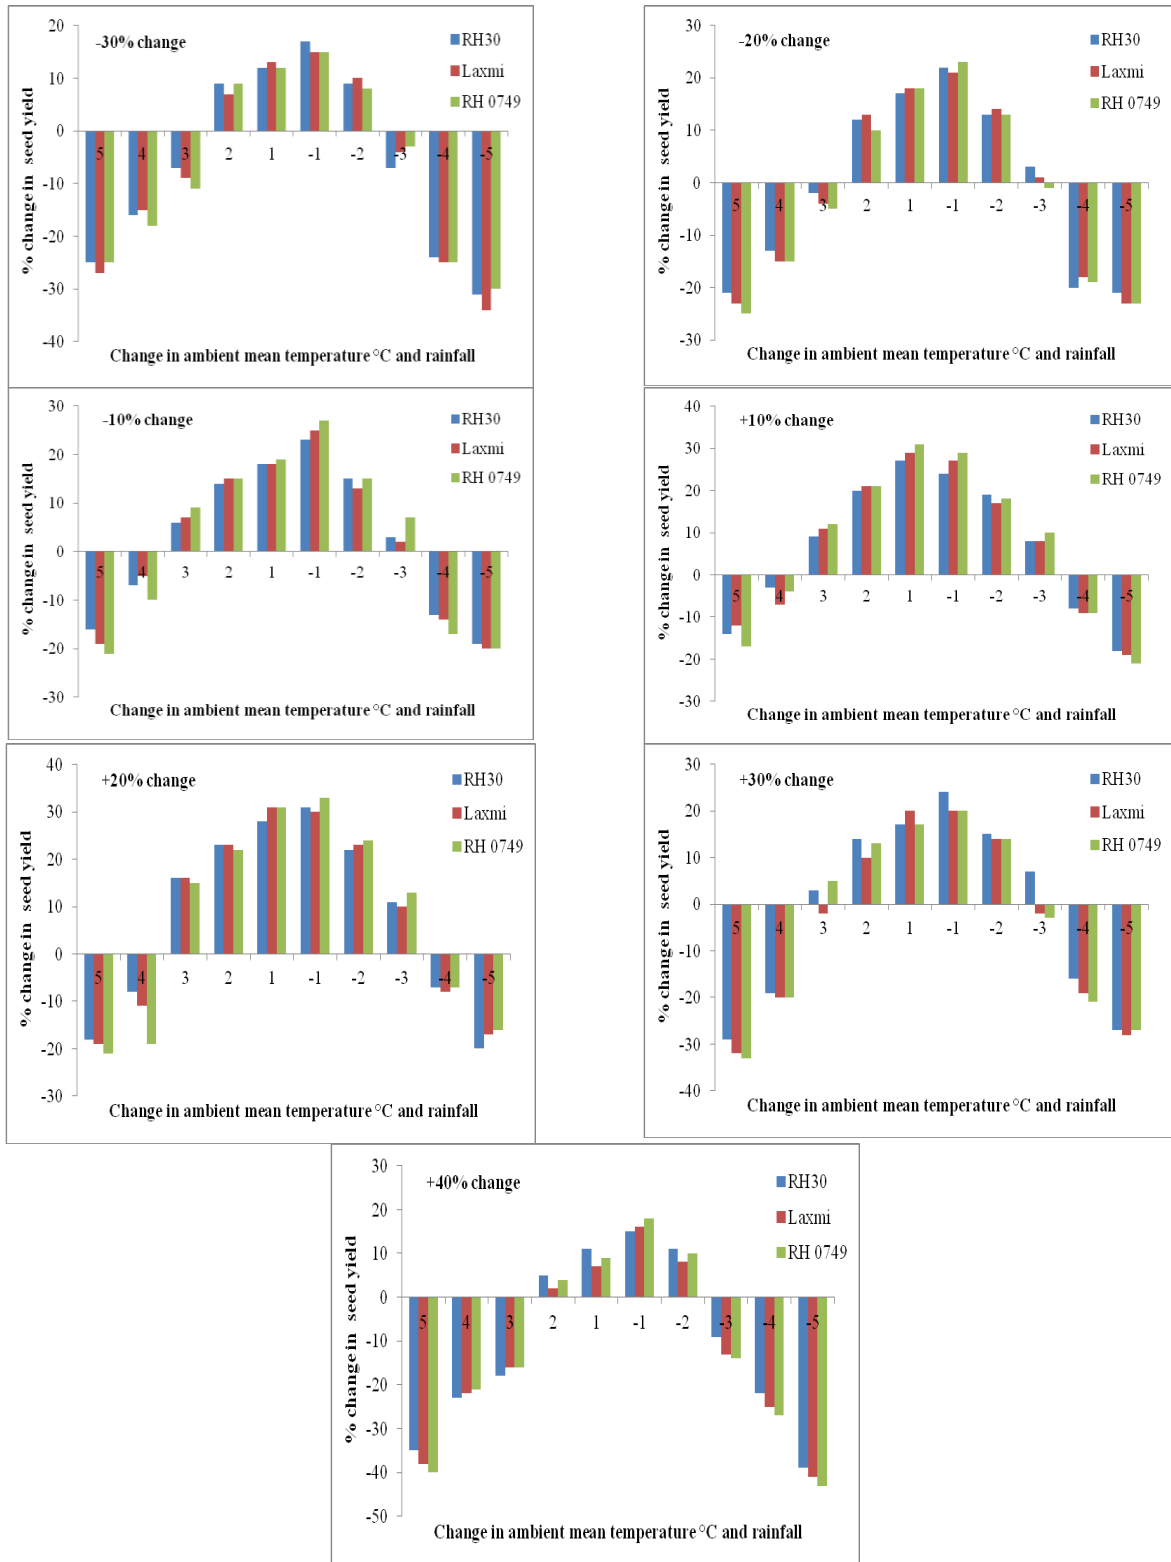 -30% change
RH30
Laxmi
RH 0749
20
10
0
-10
-20
-30
-40
5 4 3 2 1 -1 -2 -3 -4 -5
% change in seed yield
Change in ambient mean temperature °C and rainfall
-20% change
RH30
Laxmi
RH 0749
30
20
10
0
-10
-20
-30
5 4 3 2 1 -1 -2 -3 -4 -5
% change in seed yield
Change in ambient mean temperature °C and rainfall
-10% change
RH30
Laxmi
RH 0749
30
20
10
0
-10
-20
-30
5 4 3 2 1 -1 -2 -3 -4 -5
% change in seed yield
Change in ambient mean temperature °C and rainfall
+10% change
RH30
Laxmi
RH 0749
40
30
20
10
0
-10
-20
-30
5 4 3 2 1 -1 -2 -3 -4 -5
% change in seed yield
Change in ambient mean temperature °C and rainfall
+20% change
RH30
Laxmi
RH 0749
40
30
20
10
0
-10
-20
-30
5 4 3 2 1 -1 -2 -3 -4 -5
% change in seed yield
Change in ambient mean temperature °C and rainfall
+30% change
RH30
Laxmi
RH 0749
30
20
10
0
-10
-20
-30
-40
5 4 3 2 1 -1 -2 -3 -4 -5
% change in seed yield
Change in ambient mean temperature °C and rainfall
+40% change
RH30
Laxmi
RH 0749
30
20
10
0
-10
-20
-30
-40
-50
5 4 3 2 1 -1 -2 -3 -4 -5
% change in seed yield
Change in ambient mean temperature °C and rainfall